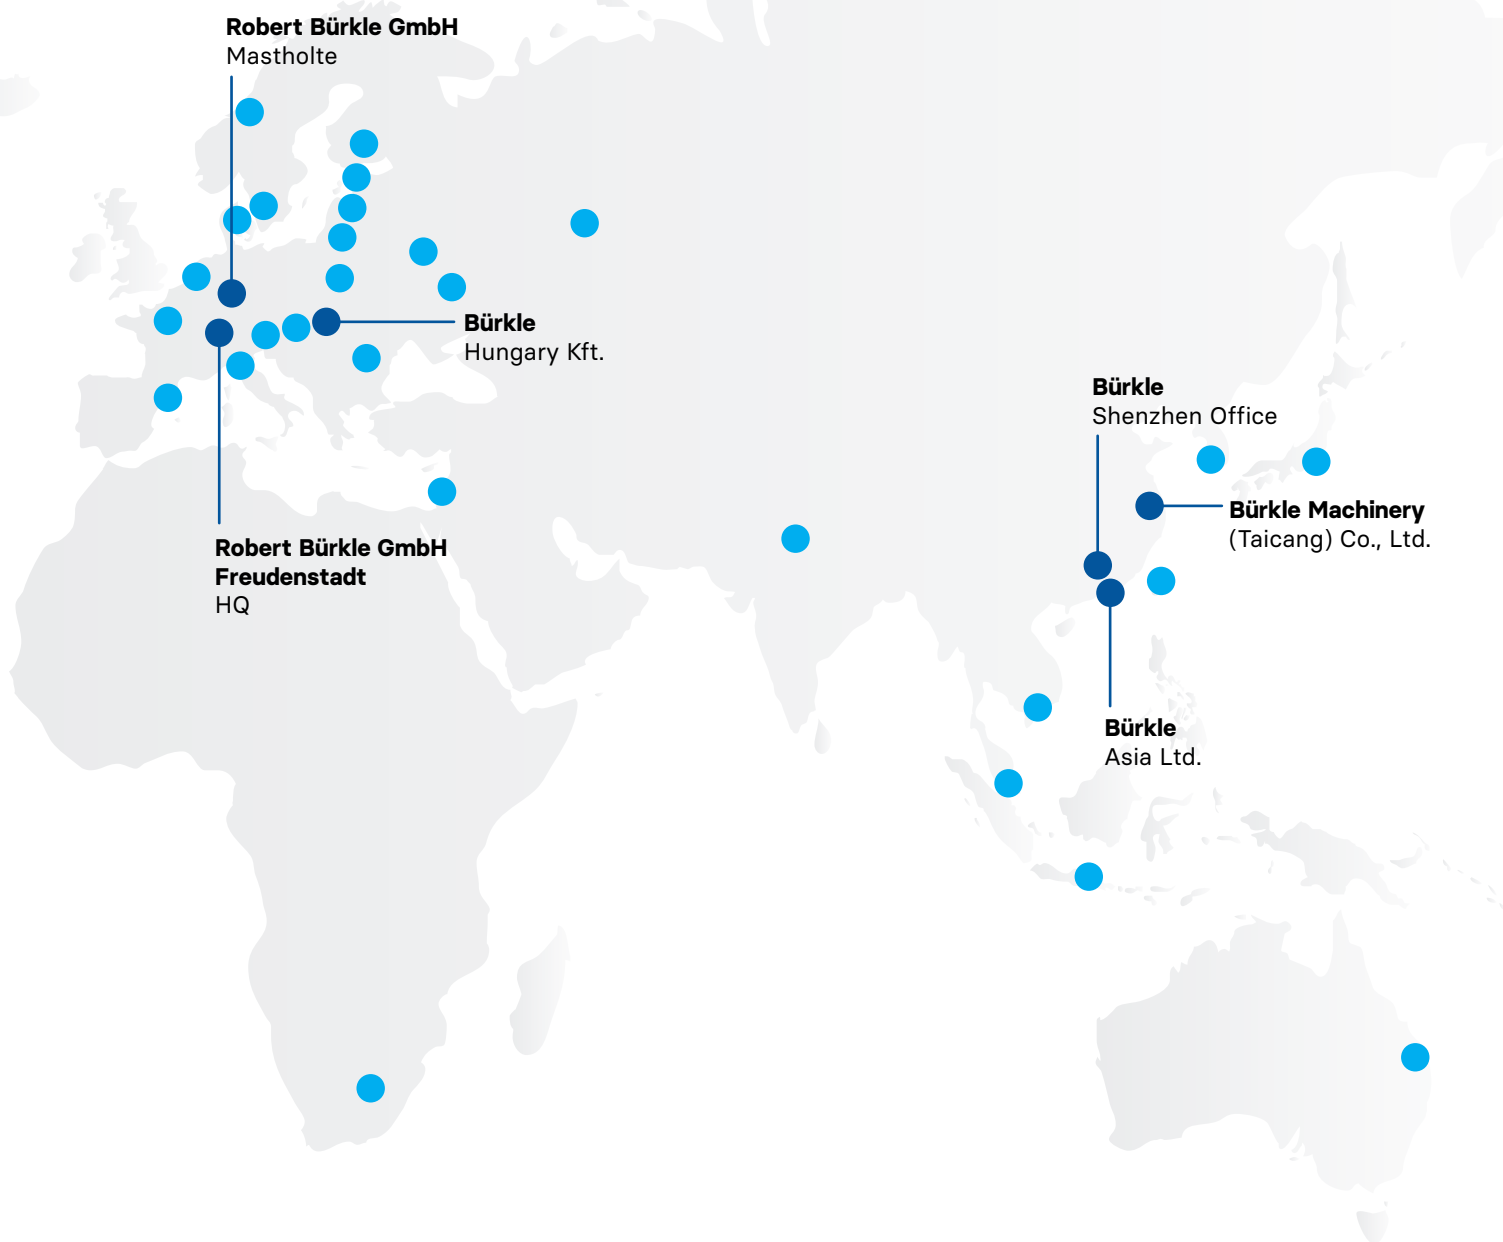 Robert Bürkle GmbH
Mastholte
Bürkle
Hungary Kft.
Bürkle
Shenzhen Office
Bürkle Machinery
(Taicang) Co., Ltd.
Robert Bürkle GmbH
Freudenstadt
HQ
Bürkle
Asia Ltd.